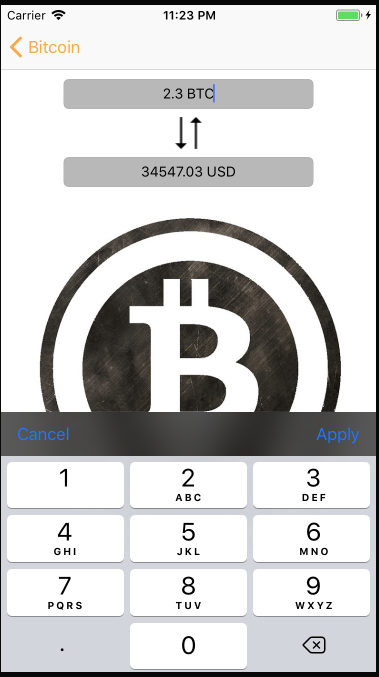 Carrier 11:23 PM
Bitcoin
2.3 BTC
34547.03 USD
B
Cancel Apply
1 2 3
ABC DEF
4 5 6
GHI JKL MNO
7 8 9
PQRS TUV WXYZ
. 0